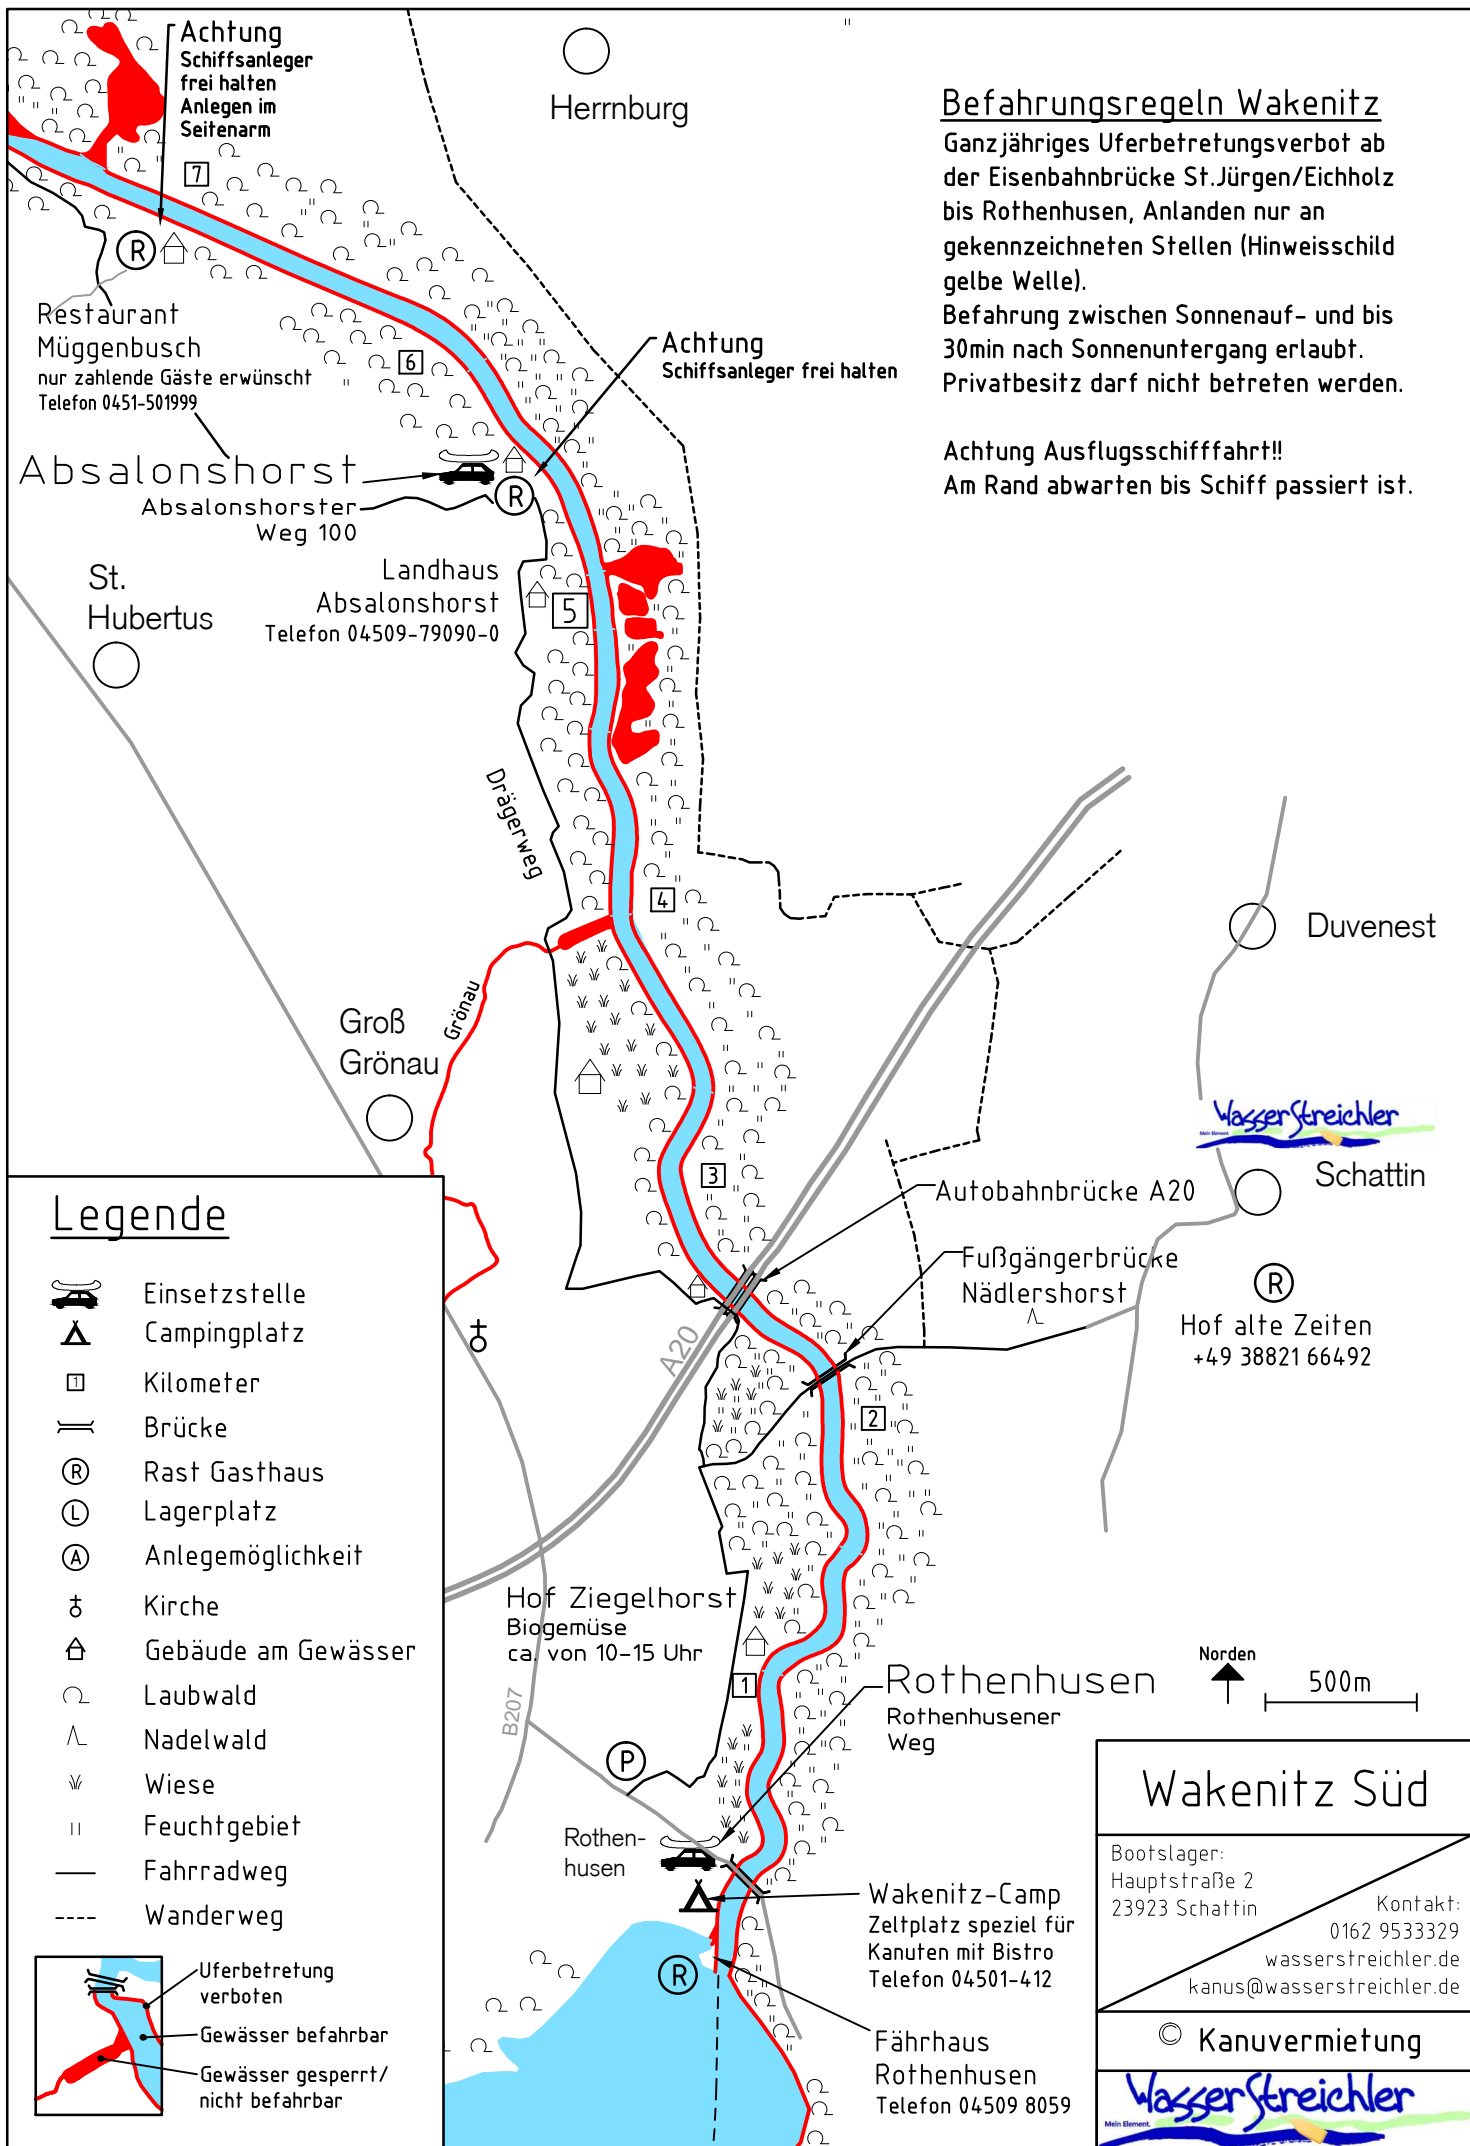 Achtung
Schiffsanleger
frei halten
Anlegen im
Seitenarm
Herrnburg
Befahrungsregeln Wakenitz
Ganzjähriges Uferbetretungsverbot ab
der Eisenbahnbrücke St.Jürgen/Eichholz
bis Rothenhusen, Anlanden nur an
gekennzeichneten Stellen (Hinweisschild
gelbe Welle).
Befahrung zwischen Sonnenauf- und bis
30min nach Sonnenuntergang erlaubt.
Privatbesitz darf nicht betreten werden.
Achtung Ausflugsschifffahrt!!
Am Rand abwarten bis Schiff passiert ist.
7
R
Restaurant
Müggenbusch
nur zahlende Gäste erwünscht
Telefon 0451-501999
6
Achtung
Schiffsanleger frei halten
Absalonshorst
Absalonshorster
Weg 100
R
St.
Hubertus
Landhaus
Absalonshorst
Telefon 04509-79090-0
5
Drägerweg
4
Duvenest
Grönau
Groß
Grönau
WasserStreichler
Mein Element.
Schattin
3
Autobahnbrücke A20
Fußgängerbrücke
Nädlershorst
R
Hof alte Zeiten
+49 38821 66492
A20
2
Hof Ziegelhorst
Biogemüse
ca. von 10-15 Uhr
1
B207
P
Rothenhusen
Rothenhusener
Weg
Norden
500m
Rothen-
husen
Wakenitz-Camp
Zeltplatz speziel für
Kanuten mit Bistro
Telefon 04501-412
R
Fährhaus
Rothenhusen
Telefon 04509 8059
Legende
Einsetzstelle
Campingplatz
1 Kilometer
Brücke
R Rast Gasthaus
L Lagerplatz
A Anlegemöglichkeit
Kirche
Gebäude am Gewässer
Laubwald
Nadelwald
Wiese
Feuchtgebiet
Fahrradweg
Wanderweg
Uferbetretung
verboten
Gewässer befahrbar
Gewässer gesperrt/
nicht befahrbar
Wakenitz Süd
Bootslager:
Hauptstraße 2
23923 Schattin
Kontakt:
0162 9533329
wasserstreichler.de
kanus@wasserstreichler.de
© Kanuvermietung
WasserStreichler
Mein Element.